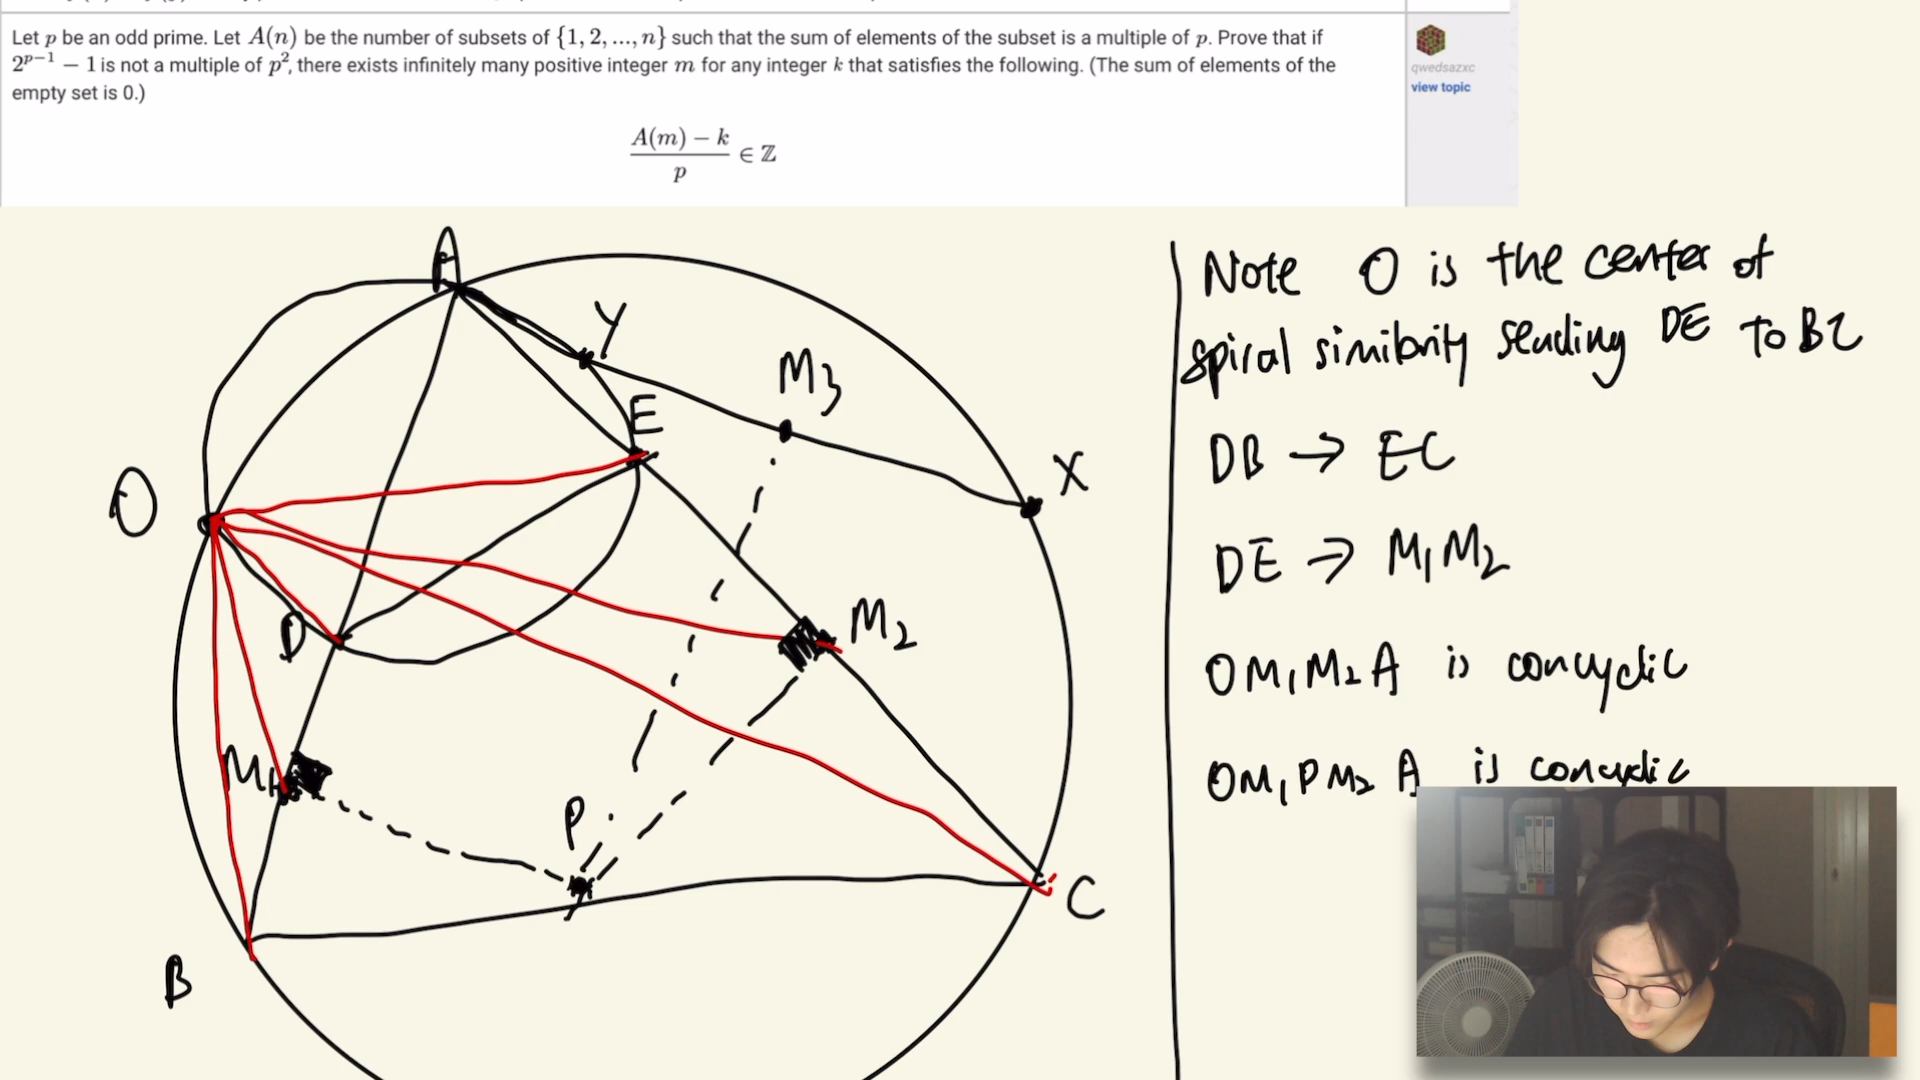 Let p be an odd prime. Let A(n) be the number of subsets of {1, 2, ..., n} such that the sum of elements of the subset is a multiple of p. Prove that if
2^{p−1} − 1 is not a multiple of p², there exists infinitely many positive integer m for any integer k that satisfies the following. (The sum of elements of the
empty set is 0.)
A(m) − k
∈ ℤ
p
qwedsazxc
view topic
A
Y
M3
E
X
O
D
M2
M1
P
B
C
Note O is the center of
spiral similarity sending DE to BC
DB → EC
DE → M1M2
OM1M2A is concyclic
OM1PM2A is concyclic